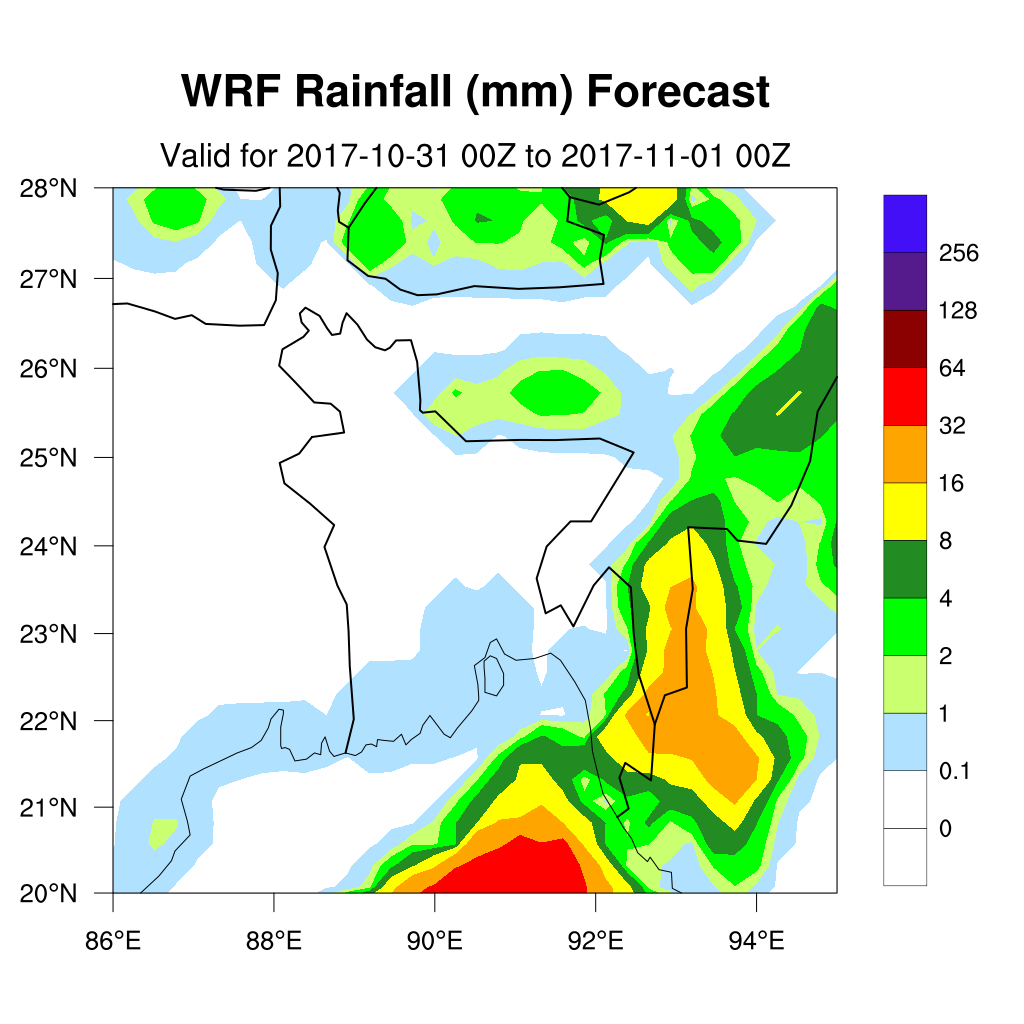 WRF Rainfall (mm) Forecast
Valid for 2017-10-31 00Z to 2017-11-01 00Z
28°N
27°N
26°N
25°N
24°N
23°N
22°N
21°N
20°N
86°E 88°E 90°E 92°E 94°E
256
128
64
32
16
8
4
2
1
0.1
0